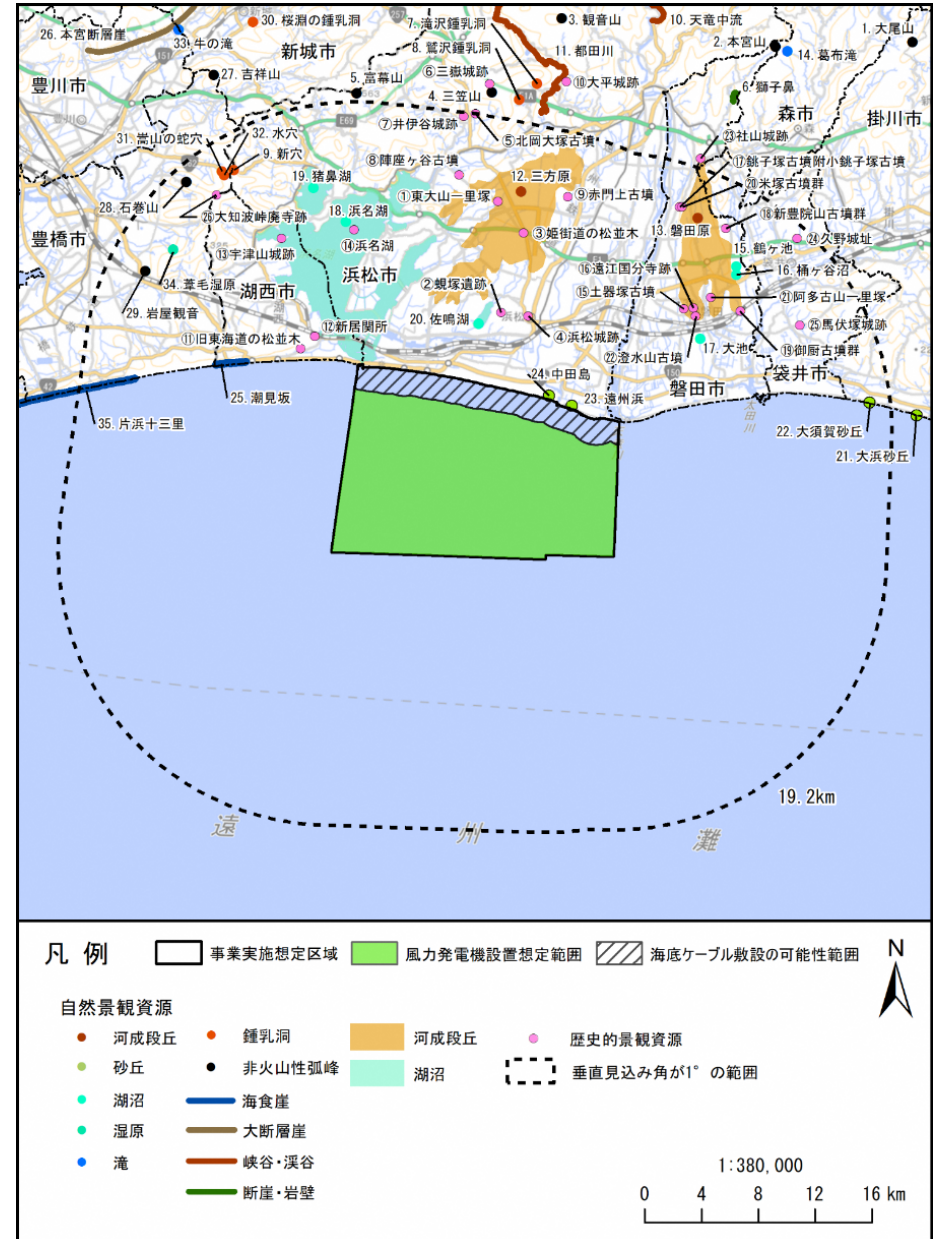 26. 本宮断層崖
30. 桜淵の鍾乳洞
7. 滝沢鍾乳洞
3. 観音山
10. 天竜中流
1. 大尾山
33. 牛の滝
新城市
8. 鷲沢鍾乳洞
11. 都田川
2. 本宮山
14. 葛布滝
豊川市
27. 吉祥山
5. 富幕山
⑥三嶽城跡
4. 三笠山
⑩大平城跡
6. 獅子鼻
森市
掛川市
E69
⑦井伊谷城跡
⑤北岡大塚古墳
㉓社山城跡
31. 嵩山の蛇穴
32. 水穴
9. 新穴
⑧陣座ヶ谷古墳
⑰銚子塚古墳附小銚子塚古墳
19. 猪鼻湖
12. 三方原
⑳米塚古墳群
28. 石巻山
①東大山一里塚
⑨赤門上古墳
㉖大知波峠廃寺跡
18. 浜名湖
⑱新豊院山古墳群
豊橋市
⑬宇津山城跡
⑭浜名湖
③姫街道の松並木
13. 磐田原
㉔久野城址
15. 鶴ヶ池
34. 葦毛湿原
浜松市
⑯遠江国分寺跡
16. 桶ヶ谷沼
湖西市
②蜆塚遺跡
⑮土器塚古墳
㉑阿多古山一里塚
29. 岩屋観音
20. 佐鳴湖
⑫新居関所
④浜松城跡
㉕馬伏塚城跡
⑪旧東海道の松並木
㉒澄水山古墳
17. 大池
⑲御厨古墳群
袋井市
24. 中田島
150
磐田市
太田川
42
25. 潮見坂
23. 遠州浜
35. 片浜十三里
22. 大須賀砂丘
21. 大浜砂丘
19.2km
遠 州 灘
凡 例
事業実施想定区域
風力発電機設置想定範囲
海底ケーブル敷設の可能性範囲
N
自然景観資源
河成段丘
鍾乳洞
河成段丘
歴史的景観資源
砂丘
非火山性弧峰
湖沼
垂直見込み角が1°の範囲
湖沼
海食崖
湿原
大断層崖
滝
峡谷・渓谷
断崖・岩壁
1:380,000
0 4 8 12 16 km